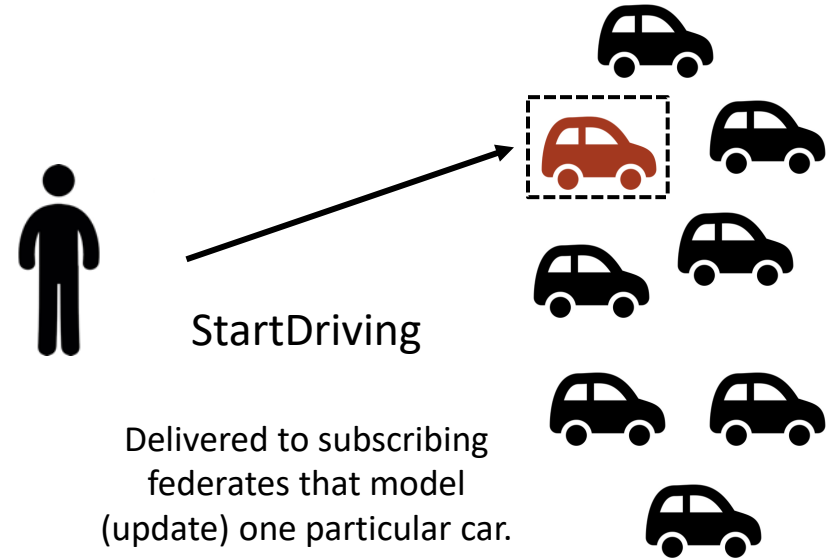 StartDriving
Delivered to subscribing
federates that model
(update) one particular car.